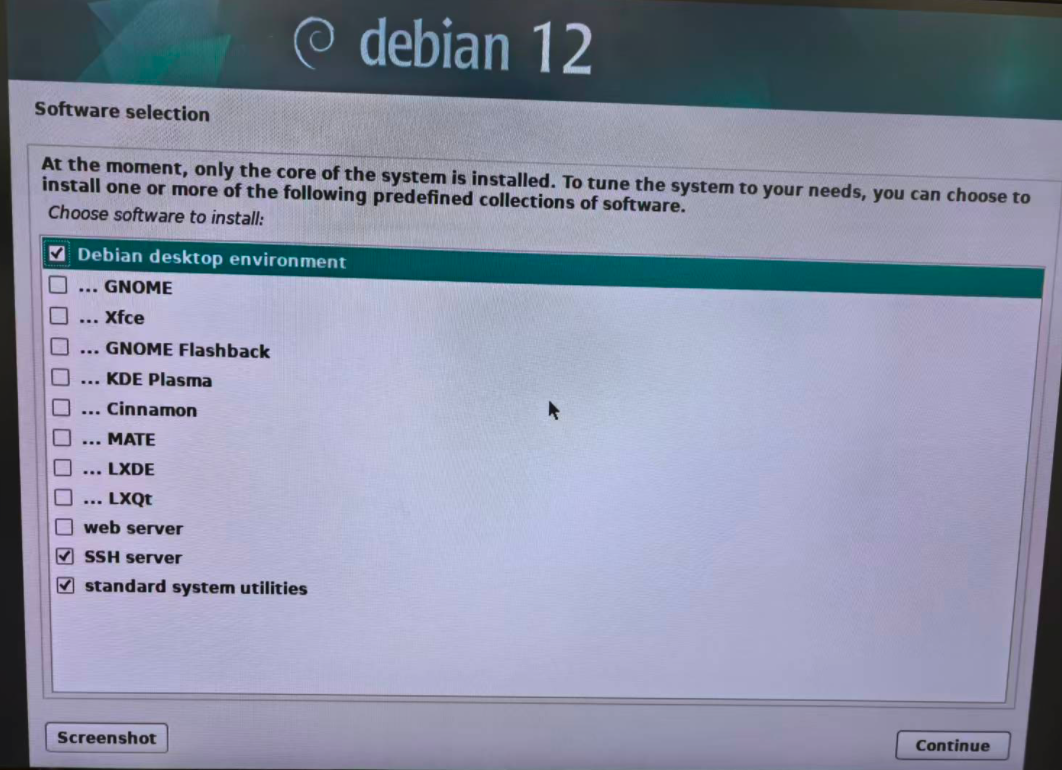 debian 12
Software selection
At the moment, only the core of the system is installed. To tune the system to your needs, you can choose to
install one or more of the following predefined collections of software.
Choose software to install:
Debian desktop environment
... GNOME
... Xfce
... GNOME Flashback
... KDE Plasma
... Cinnamon
... MATE
... LXDE
... LXQt
web server
SSH server
standard system utilities
Screenshot
Continue